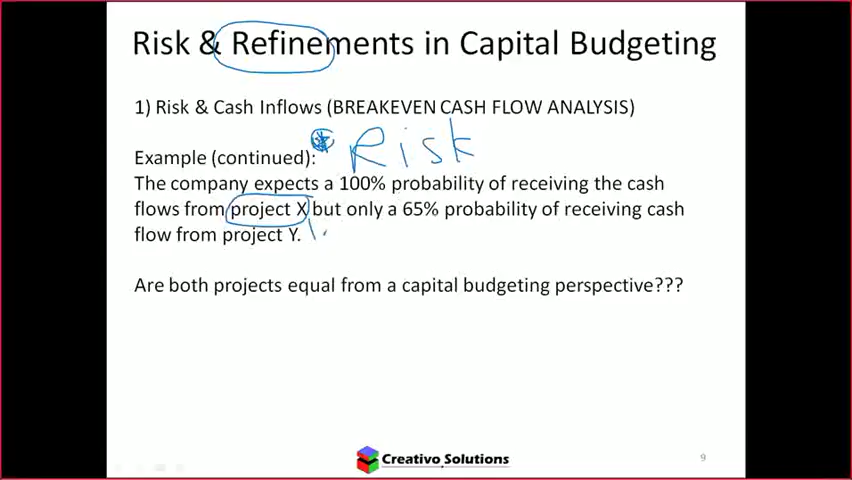 Risk & Refinements in Capital Budgeting
1) Risk & Cash Inflows (BREAKEVEN CASH FLOW ANALYSIS)
* Risk
Example (continued):
The company expects a 100% probability of receiving the cash
flows from project X but only a 65% probability of receiving cash
flow from project Y.
Are both projects equal from a capital budgeting perspective???
Creativo Solutions
9